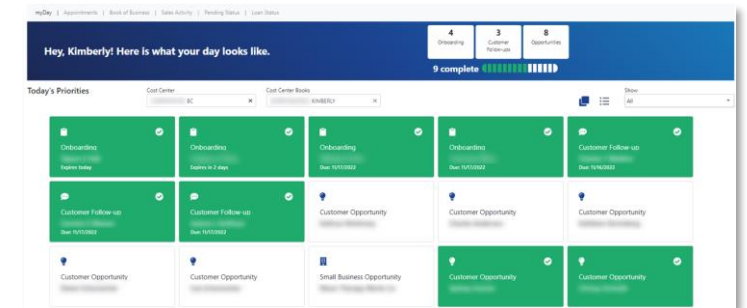 myDay | Appointments | Book of Business | Sales Activity | Pending Status | Loan Status
Hey, Kimberly! Here is what your day looks like.
4
Onboarding
3
Customer
Follow-ups
8
Opportunities
9 complete
Today's Priorities
Cost Center
BC ×
Cost Center Books
KIMBERLY ×
Show
All
Onboarding
Expires today
Onboarding
Expires in 2 days
Onboarding
Due: 11/17/2022
Onboarding
Due: 11/17/2022
Customer Follow-up
Due: 11/16/2022
Customer Follow-up
Due: 11/17/2022
Customer Follow-up
Due: 11/17/2022
Customer Opportunity
Customer Opportunity
Customer Opportunity
Customer Opportunity
Customer Opportunity
Small Business Opportunity
Customer Opportunity
Customer Opportunity